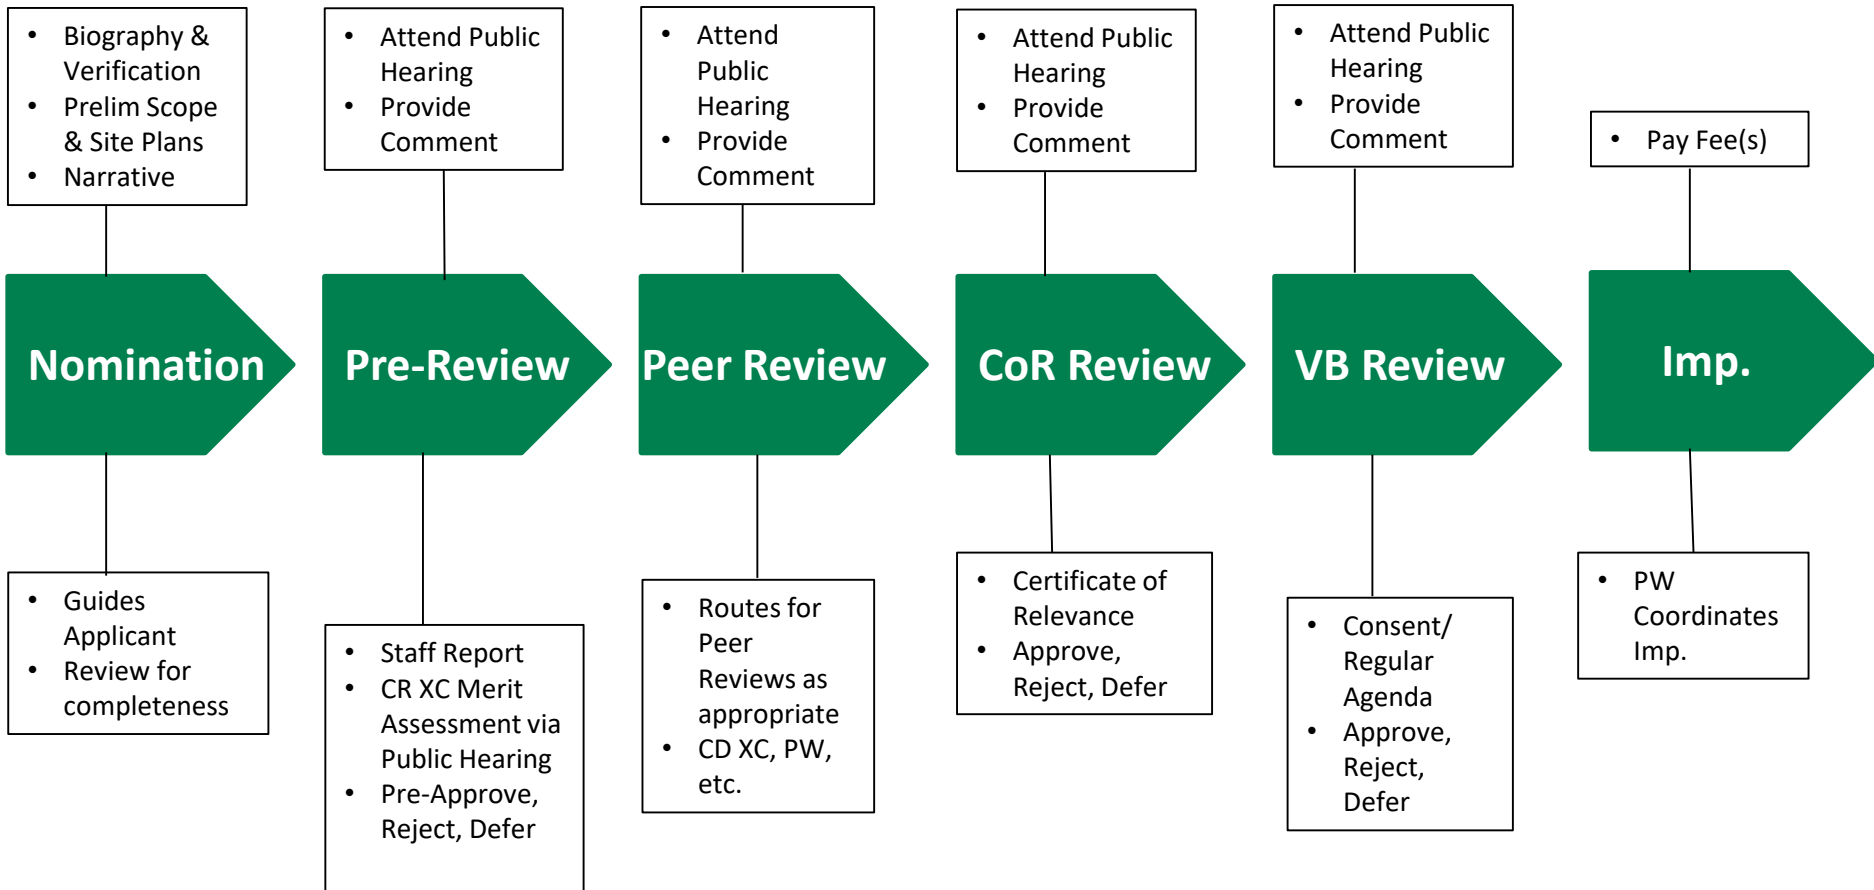 • Biography &
Verification
• Prelim Scope
& Site Plans
• Narrative
• Attend Public
Hearing
• Provide
Comment
• Attend
Public
Hearing
• Provide
Comment
• Attend Public
Hearing
• Provide
Comment
• Attend Public
Hearing
• Provide
Comment
• Pay Fee(s)
Nomination
Pre-Review
Peer Review
CoR Review
VB Review
Imp.
• Guides
Applicant
• Review for
completeness
• Staff Report
• CR XC Merit
Assessment via
Public Hearing
• Pre-Approve,
Reject, Defer
• Routes for
Peer
Reviews as
appropriate
• CD XC, PW,
etc.
• Certificate of
Relevance
• Approve,
Reject, Defer
• Consent/
Regular
Agenda
• Approve,
Reject,
Defer
• PW
Coordinates
Imp.